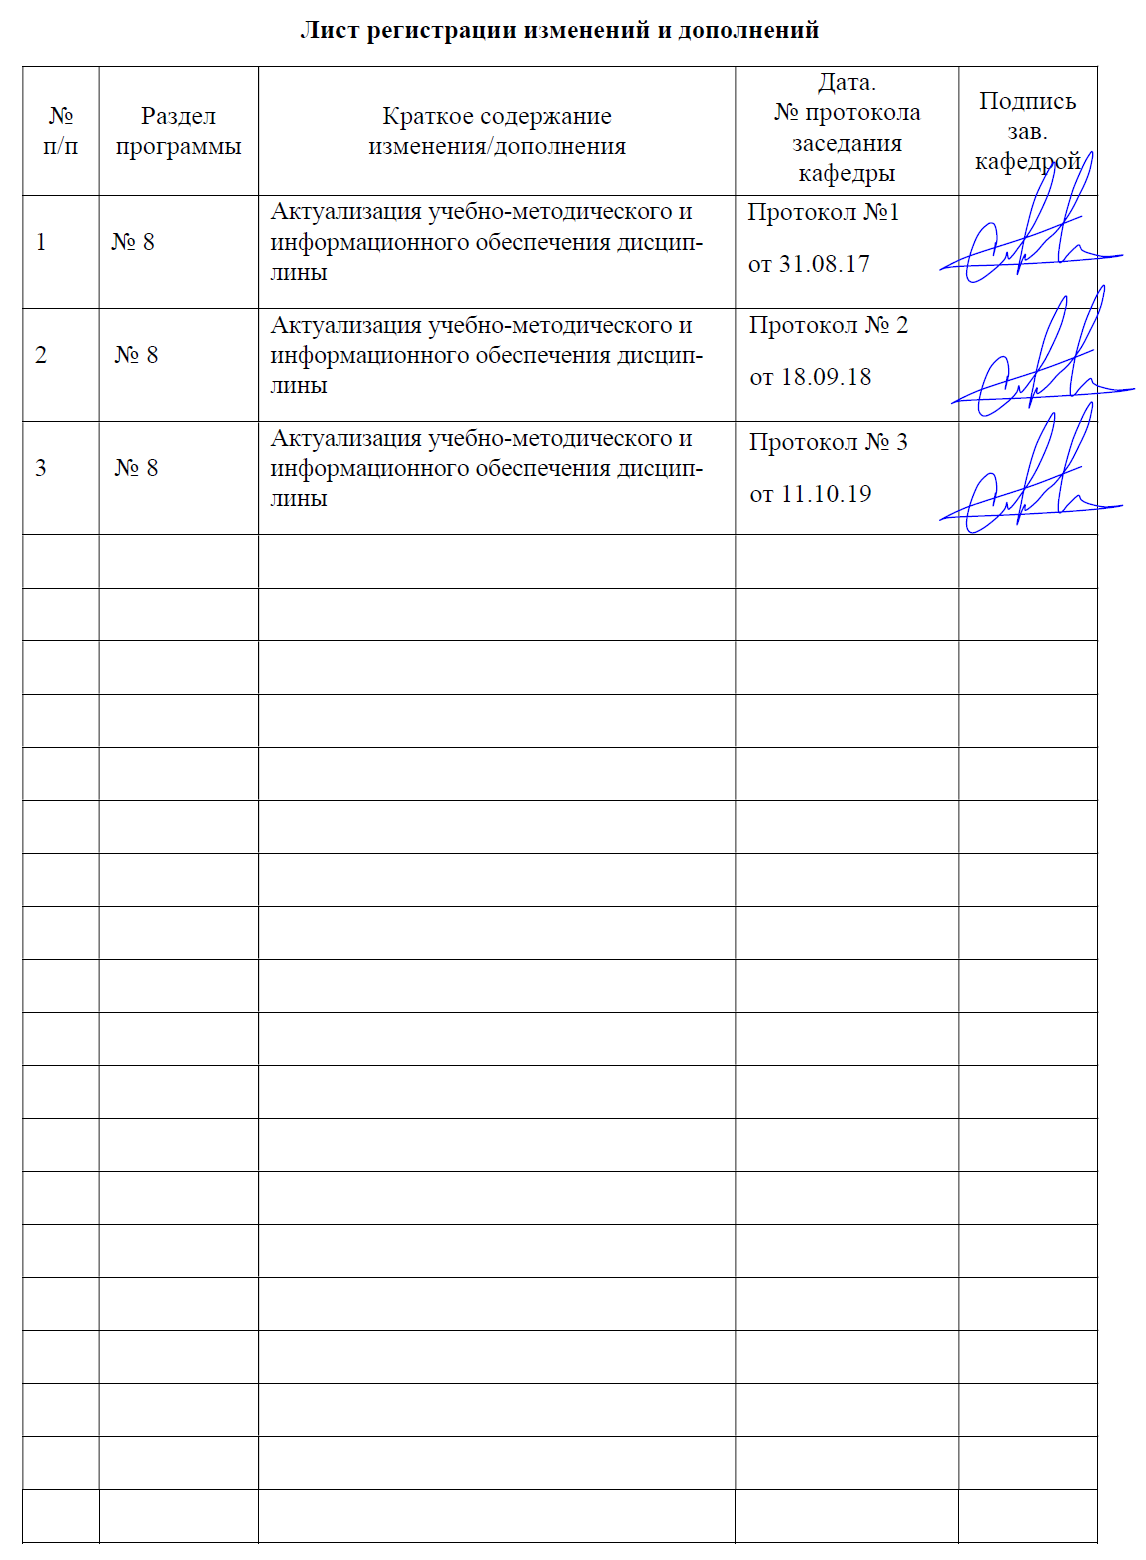 Лист регистрации изменений и дополнений
№
п/п
Раздел
программы
Краткое содержание
изменения/дополнения
Дата.
№ протокола
заседания
кафедры
Подпись
зав.
кафедрой
1
№ 8
Актуализация учебно-методического и
информационного обеспечения дисцип-
лины
Протокол №1
от 31.08.17
2
№ 8
Актуализация учебно-методического и
информационного обеспечения дисцип-
лины
Протокол № 2
от 18.09.18
3
№ 8
Актуализация учебно-методического и
информационного обеспечения дисцип-
лины
Протокол № 3
от 11.10.19